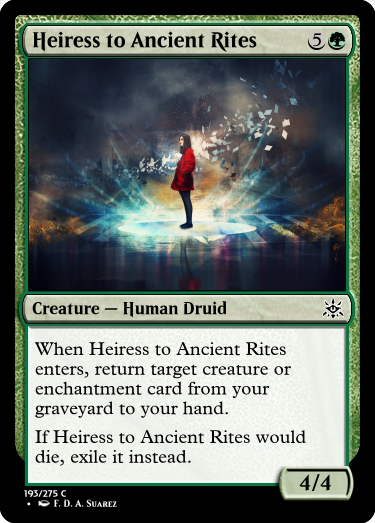 Heiress to Ancient Rites 5
Creature — Human Druid
When Heiress to Ancient Rites
enters, return target creature or
enchantment card from your
graveyard to your hand.
If Heiress to Ancient Rites would
die, exile it instead.
4/4
193/275 C
• F. D. A. Suarez